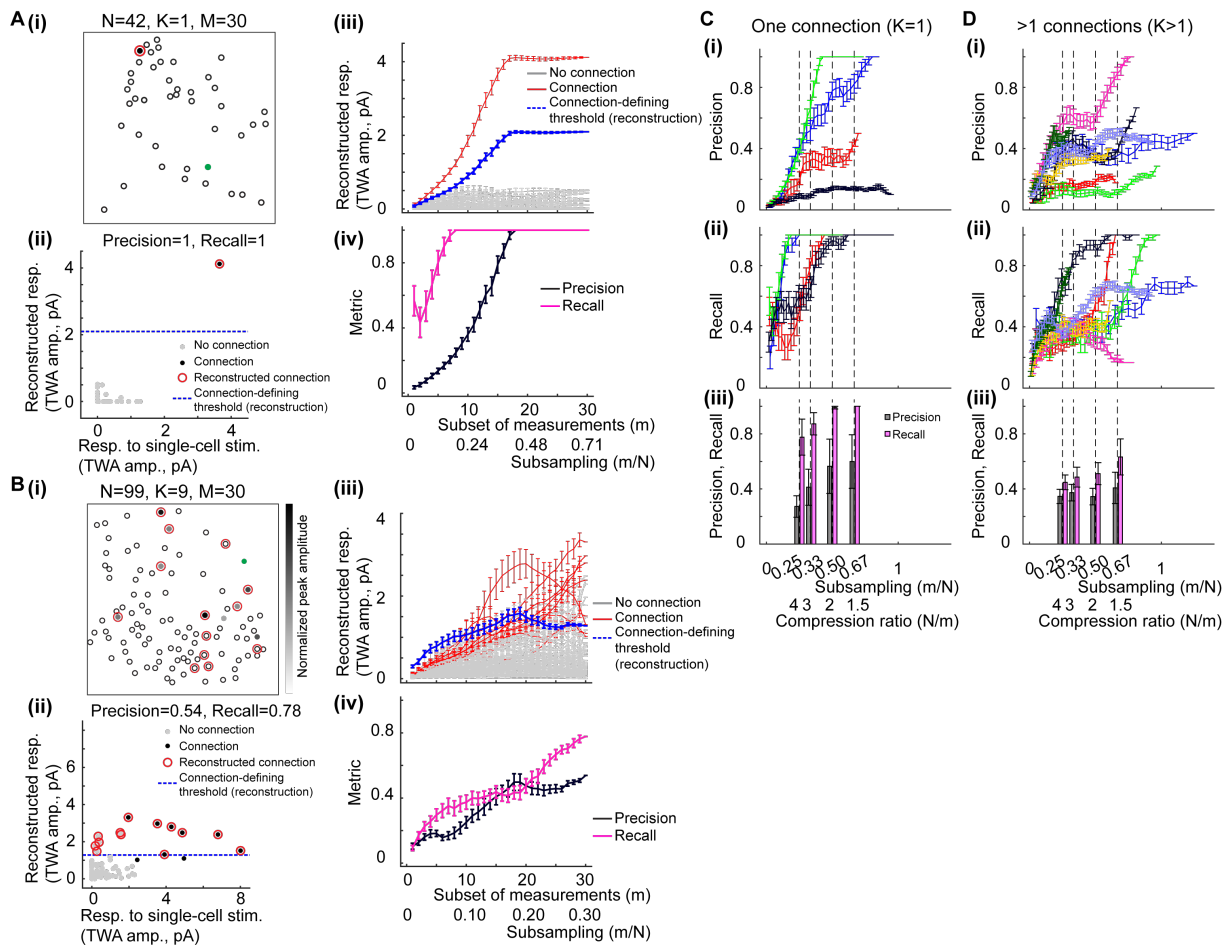 A
(i)
N=42, K=1, M=30
(ii)
Precision=1, Recall=1
Reconstructed resp.
(TWA amp., pA)
4
2
0
No connection
Connection
Reconstructed connection
Connection-defining
threshold (reconstruction)
0 2 4
Resp. to single-cell stim.
(TWA amp., pA)
(iii)
Reconstructed resp.
(TWA amp., pA)
4
2
0
No connection
Connection
Connection-defining
threshold (reconstruction)
(iv)
Metric
0.8
0.4
0
Precision
Recall
0 10 20 30
Subset of measurements (m)
0 0.24 0.48 0.71
Subsampling (m/N)
B
(i)
N=99, K=9, M=30
Normalized peak amplitude
(ii)
Precision=0.54, Recall=0.78
Reconstructed resp.
(TWA amp., pA)
6
4
2
0
No connection
Connection
Reconstructed connection
Connection-defining
threshold (reconstruction)
0 4 8
Resp. to single-cell stim.
(TWA amp., pA)
(iii)
Reconstructed resp.
(TWA amp., pA)
4
2
0
No connection
Connection
Connection-defining
threshold
(reconstruction)
(iv)
Metric
0.8
0.4
0
Precision
Recall
0 10 20 30
Subset of measurements (m)
0 0.10 0.20 0.30
Subsampling (m/N)
C
One connection (K=1)
(i)
Precision
0.8
0.4
0
(ii)
Recall
0.8
0.4
0
(iii)
Precision, Recall
0.8
0.4
0
Precision
Recall
0 0.25 0.33 0.50 0.67 1
Subsampling (m/N)
4 3 2 1.5
Compression ratio (N/m)
D
>1 connections (K>1)
(i)
Precision
0.8
0.4
0
(ii)
Recall
0.8
0.4
0
(iii)
Precision, Recall
0.8
0.4
0
Precision
Recall
0 0.25 0.33 0.50 0.67 1
Subsampling (m/N)
4 3 2 1.5
Compression ratio (N/m)